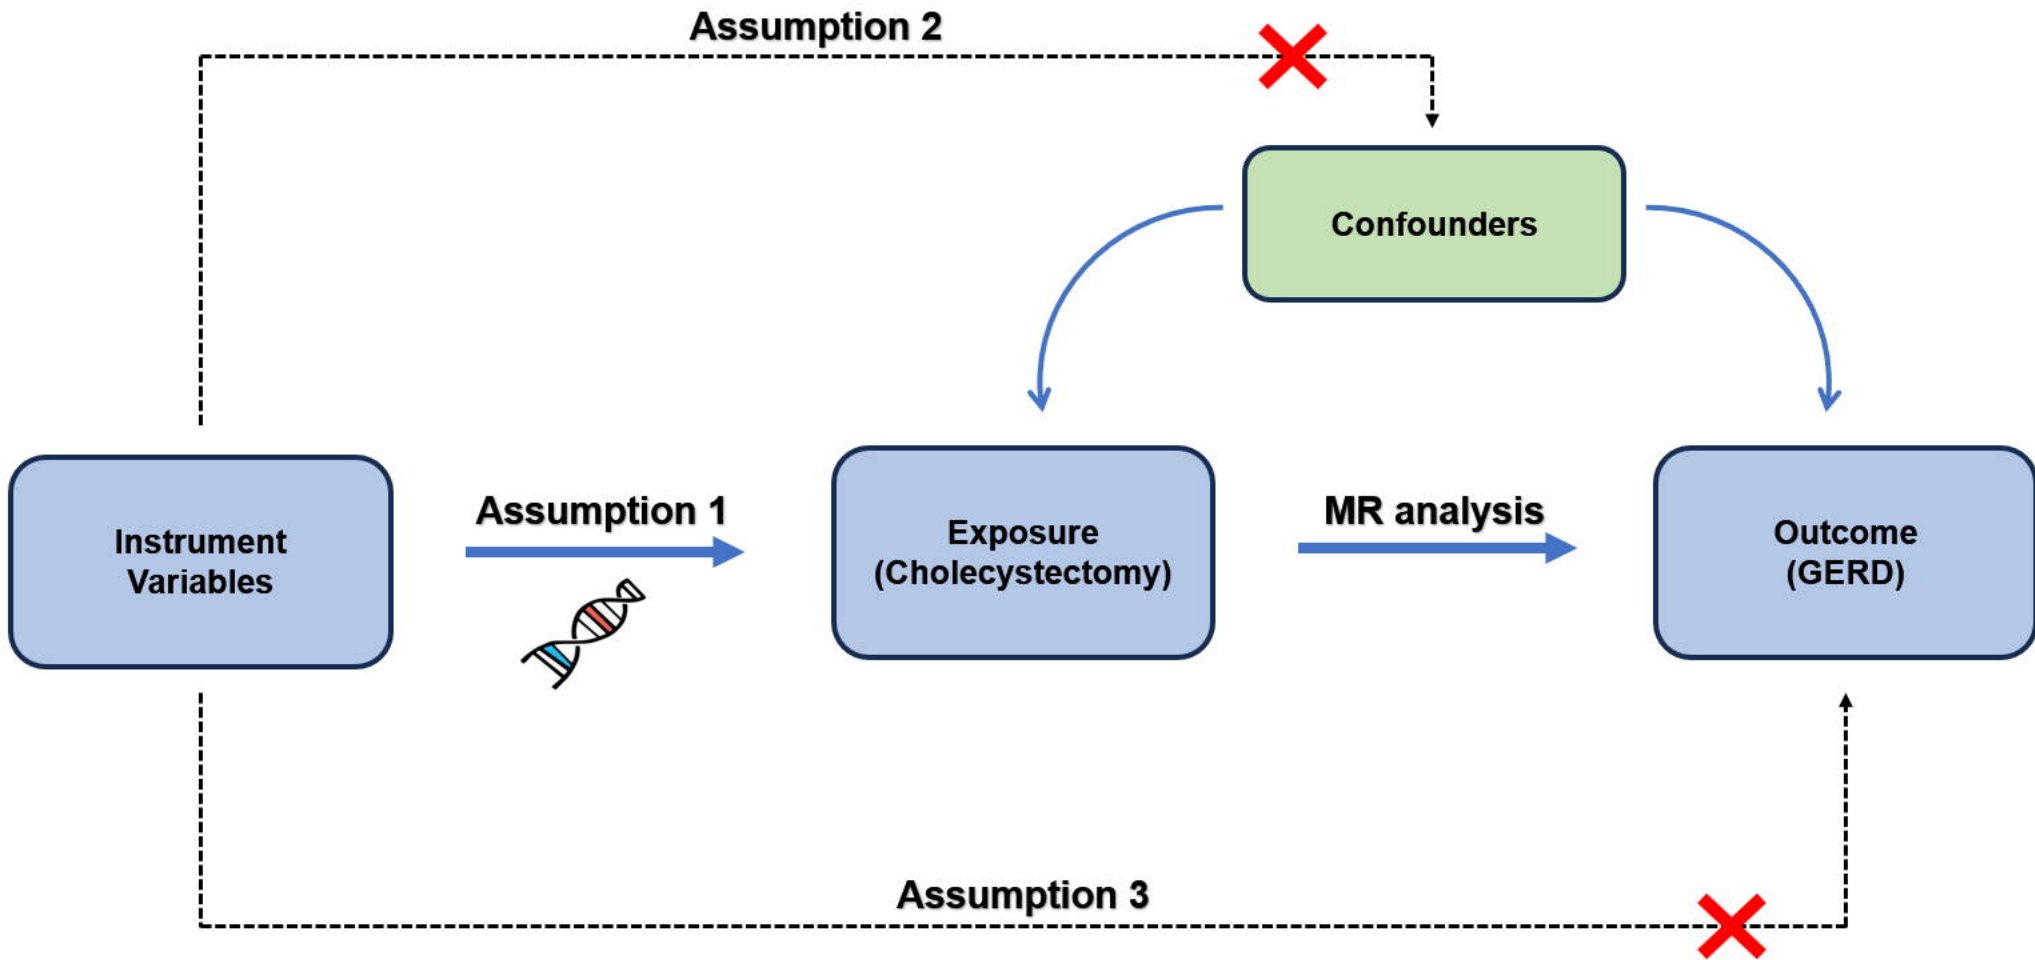 Assumption 2
Confounders
Assumption 1
MR analysis
Instrument
Variables
Exposure
(Cholecystectomy)
Outcome
(GERD)
Assumption 3